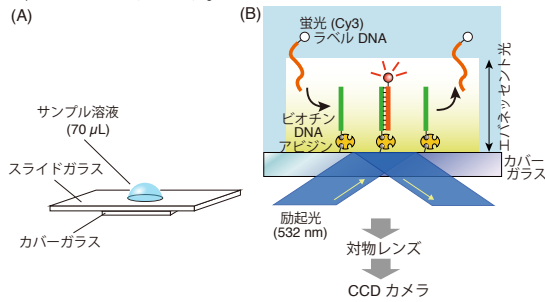 (A)
サンプル溶液
(70 µL)
スライドガラス
カバーガラス
(B)
蛍光 (Cy3)
ラベル DNA
ビオチン
DNA
アビジン
エバネッセント光
カバー
ガラス
励起光
(532 nm)
対物レンズ
CCD カメラ